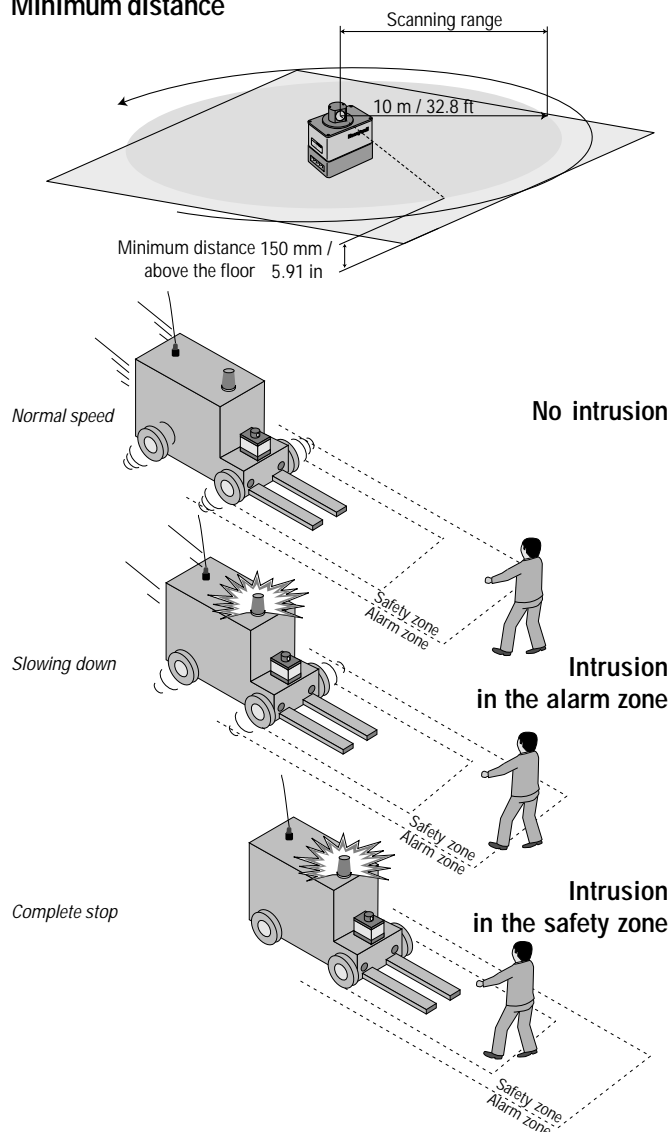 Minimum distance
Scanning range
10 m / 32.8 ft
Minimum distance 150 mm /
above the floor 5.91 in
Normal speed
No intrusion
Safety zone
Alarm zone
Slowing down
Intrusion
in the alarm zone
Safety zone
Alarm zone
Complete stop
Intrusion
in the safety zone
Safety zone
Alarm zone